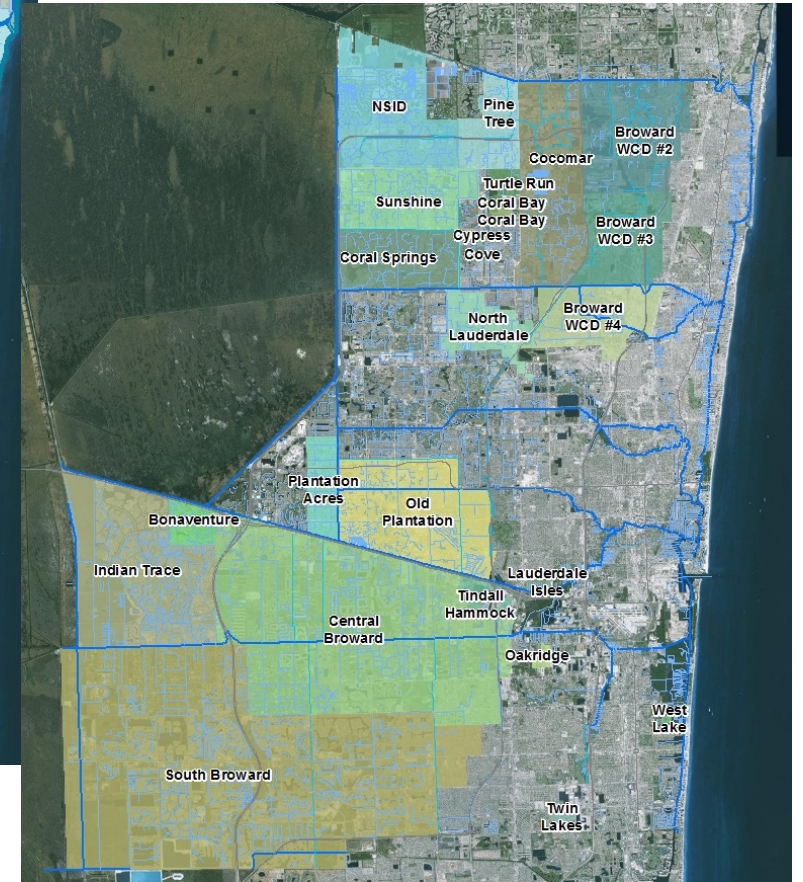 NSID
Pine
Tree
Broward
WCD #2
Cocomar
Turtle Run
Sunshine
Coral Bay
Coral Bay
Broward
WCD #3
Cypress
Cove
Coral Springs
North
Lauderdale
Broward
WCD #4
Plantation
Acres
Old
Plantation
Bonaventure
Indian Trace
Lauderdale
Isles
Tindall
Hammock
Central
Broward
Oakridge
West
Lake
South Broward
Twin
Lakes